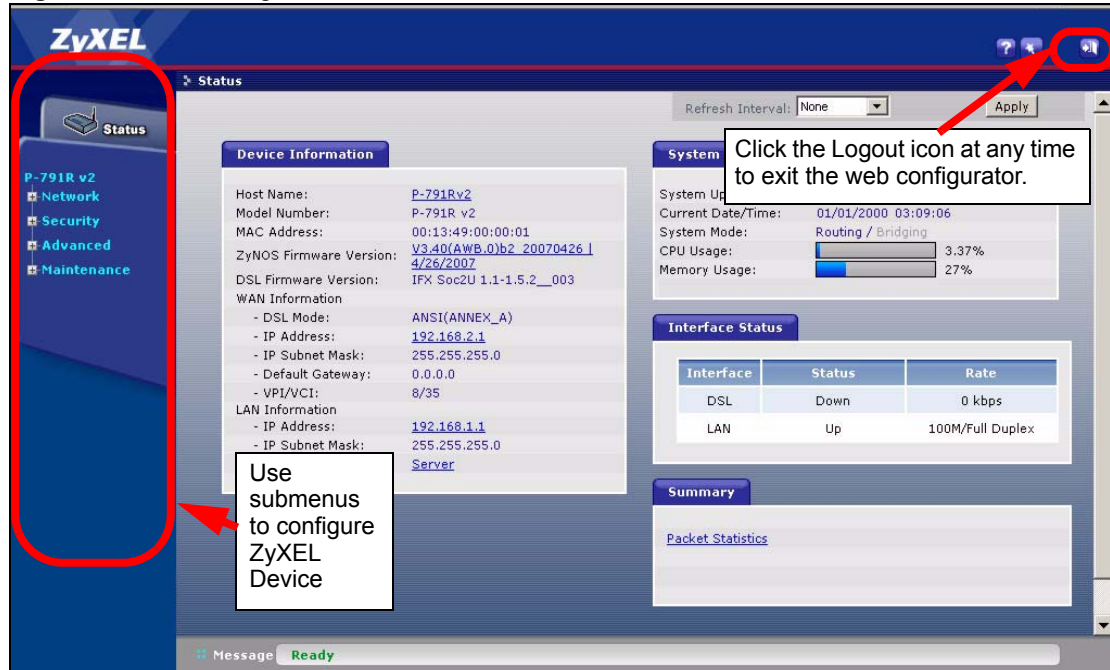 ZyXEL
Status
Status
Refresh Interval: None
Apply
P-791R v2
Network
Security
Advanced
Maintenance
Device Information
Host Name: P-791Rv2
Model Number: P-791R v2
MAC Address: 00:13:49:00:00:01
ZyNOS Firmware Version: V3.40(AWB.0)b2_20070426 |
4/26/2007
DSL Firmware Version: IFX Soc2U 1.1-1.5.2__003
WAN Information
- DSL Mode: ANSI(ANNEX_A)
- IP Address: 192.168.2.1
- IP Subnet Mask: 255.255.255.0
- Default Gateway: 0.0.0.0
- VPI/VCI: 8/35
LAN Information
- IP Address: 192.168.1.1
- IP Subnet Mask: 255.255.255.0
Server
Use
submenus
to configure
ZyXEL
Device
System
Click the Logout icon at any time
to exit the web configurator.
System Up
Current Date/Time: 01/01/2000 03:09:06
System Mode: Routing / Bridging
CPU Usage: 3.37%
Memory Usage: 27%
Interface Status
Interface Status Rate
DSL Down 0 kbps
LAN Up 100M/Full Duplex
Summary
Packet Statistics
Message Ready